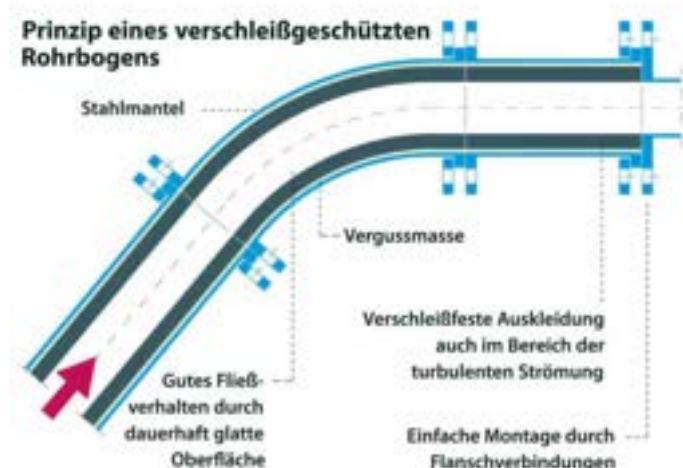 Prinzip eines verschleißgeschützten
Rohrbogens
Stahlmantel
Vergussmasse
Verschleißfeste Auskleidung
auch im Bereich der
turbulenten Strömung
Gutes Fließ-
verhalten durch
dauerhaft glatte
Oberfläche
Einfache Montage durch
Flanschverbindungen